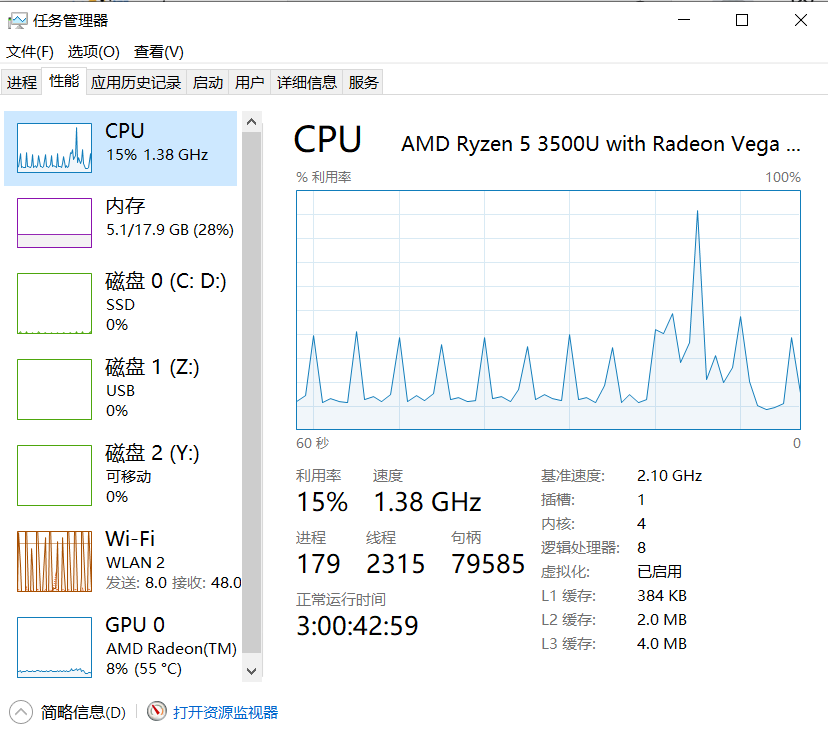 任务管理器
文件(F) 选项(O) 查看(V)
进程 性能 应用历史记录 启动 用户 详细信息 服务
CPU
15% 1.38 GHz
内存
5.1/17.9 GB (28%)
磁盘 0 (C: D:)
SSD
0%
磁盘 1 (Z:)
USB
0%
磁盘 2 (Y:)
可移动
0%
Wi-Fi
WLAN 2
发送: 8.0 接收: 48.0
GPU 0
AMD Radeon(TM)
8% (55 °C)
CPU AMD Ryzen 5 3500U with Radeon Vega ...
% 利用率 100%
60 秒 0
利用率 速度
15% 1.38 GHz
进程 线程 句柄
179 2315 79585
正常运行时间
3:00:42:59
基准速度: 2.10 GHz
插槽: 1
内核: 4
逻辑处理器: 8
虚拟化: 已启用
L1 缓存: 384 KB
L2 缓存: 2.0 MB
L3 缓存: 4.0 MB
简略信息(D) 打开资源监视器